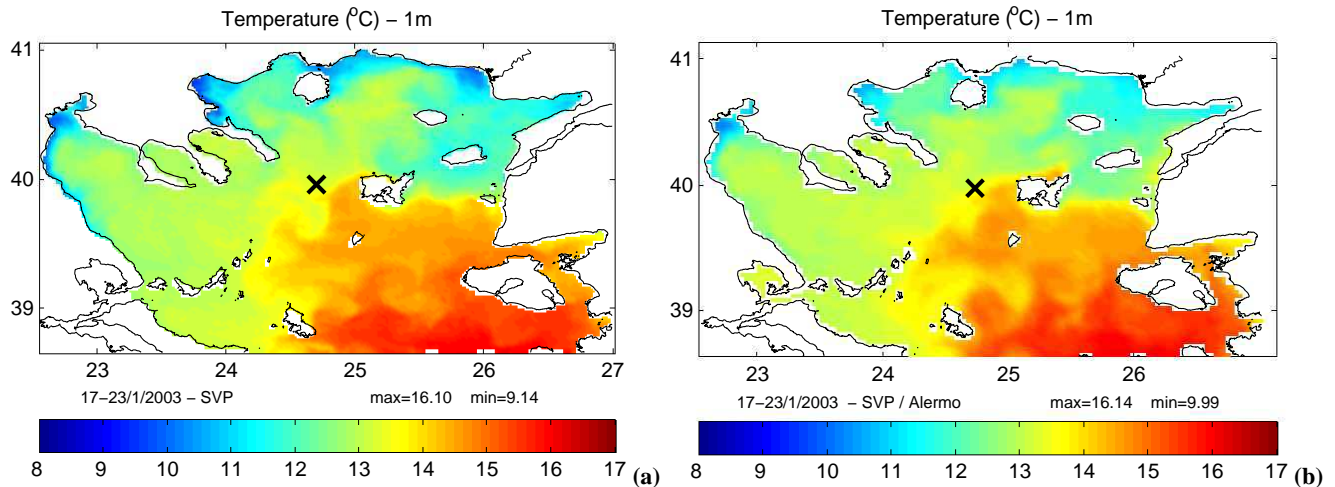 Temperature (°C) – 1m
41
40
39
23 24 25 26 27
17–23/1/2003 – SVP max=16.10 min=9.14
8 9 10 11 12 13 14 15 16 17
(a)
Temperature (°C) – 1m
41
40
39
23 24 25 26
17–23/1/2003 – SVP / Alermo max=16.14 min=9.99
8 9 10 11 12 13 14 15 16 17
(b)